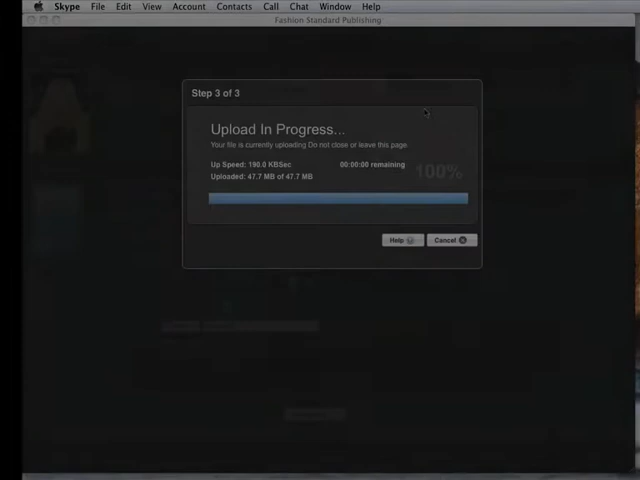 Skype File Edit View Account Contacts Call Chat Window Help
Fashion Standard Publishing
Step 3 of 3
Upload In Progress...
Your file is currently uploading Do not close or leave this page.
Up Speed: 190.0 KBSec 00:00:00 remaining
100%
Uploaded: 47.7 MB of 47.7 MB
Help ? Cancel